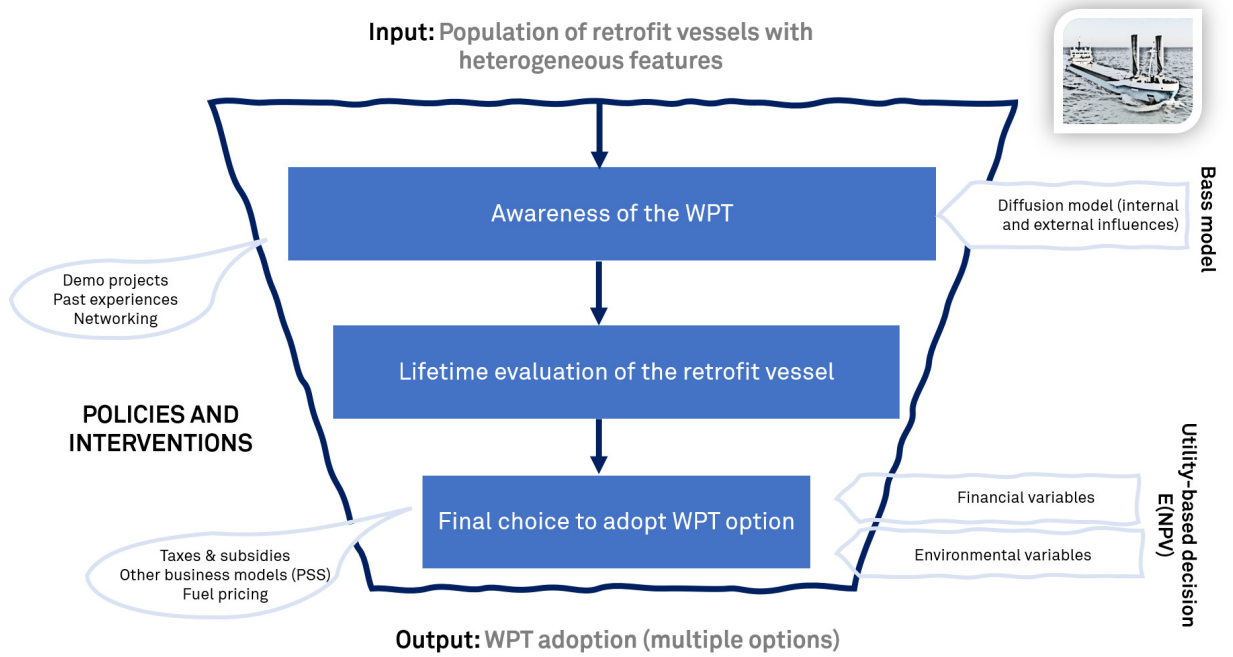 Input: Population of retrofit vessels with
heterogeneous features
Awareness of the WPT
Diffusion model (internal
and external influences)
Bass model
Demo projects
Past experiences
Networking
Lifetime evaluation of the retrofit vessel
POLICIES AND
INTERVENTIONS
Final choice to adopt WPT option
Financial variables
Environmental variables
Utility-based decision
E(NPV)
Taxes & subsidies
Other business models (PSS)
Fuel pricing
Output: WPT adoption (multiple options)